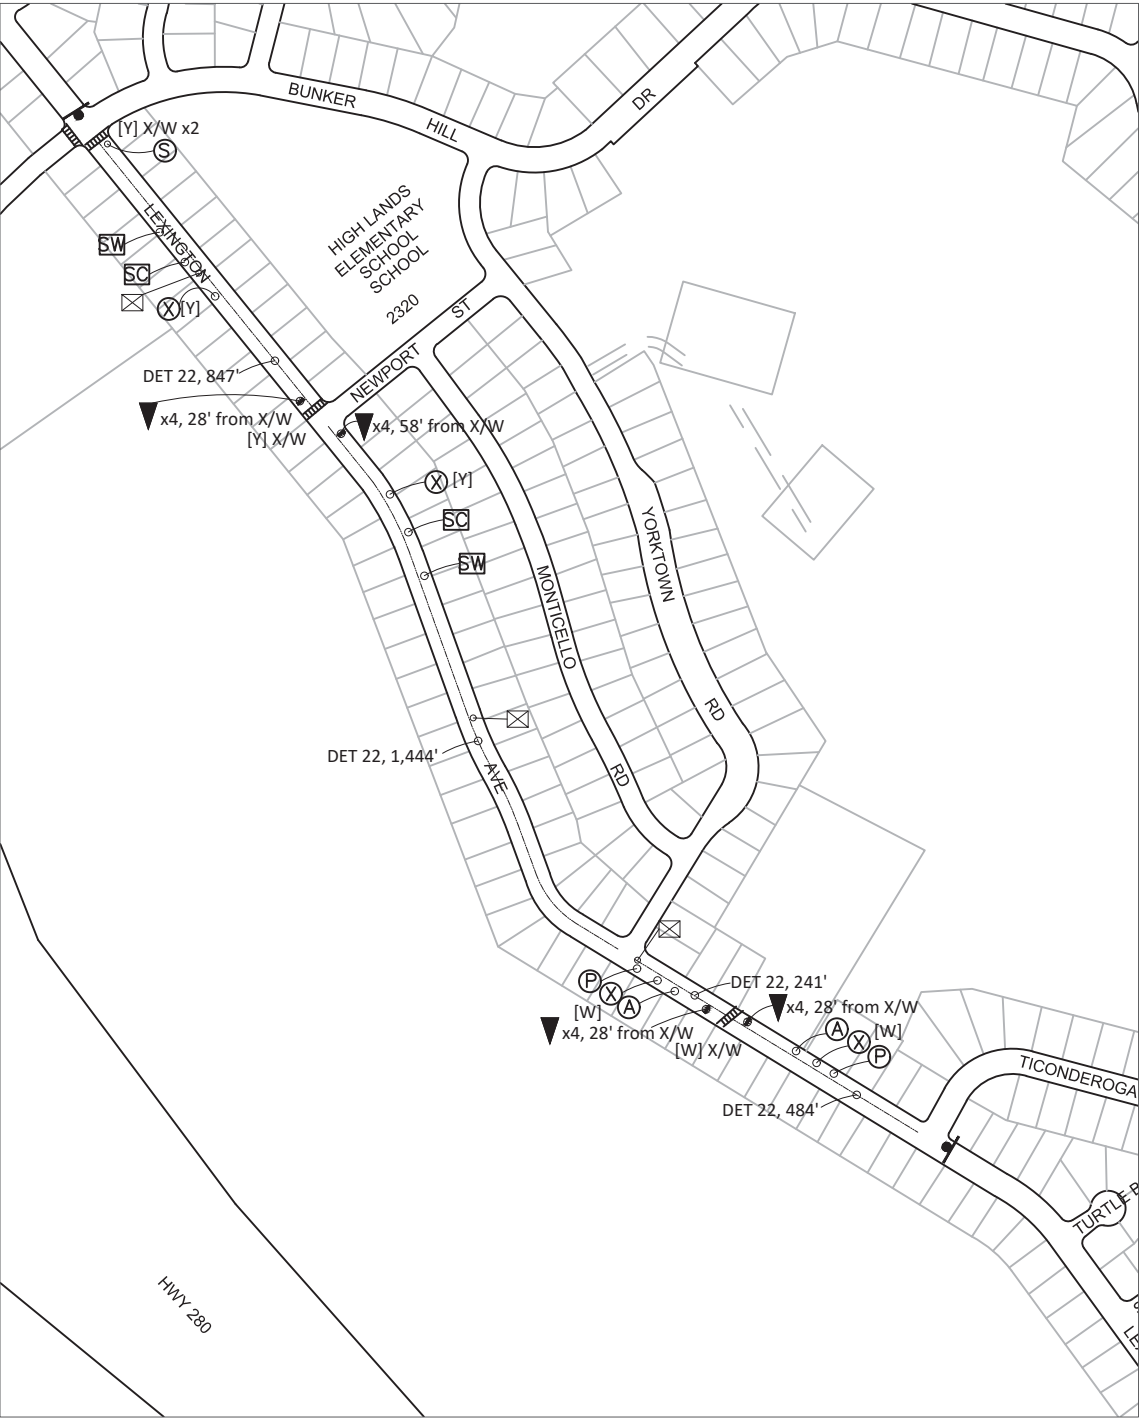 BUNKER
HILL
DR
[Y] X/W x2
S
LEXINGTON
HIGH LANDS
ELEMENTARY
SCHOOL
SCHOOL
2320
SW
SC
X [Y]
NEWPORT ST
DET 22, 847'
x4, 28' from X/W
[Y] X/W
x4, 58' from X/W
X [Y]
SC
SW
MONTICELLO
RD
YORKTOWN
RD
DET 22, 1,444'
AVE
P
X
A
[W]
DET 22, 241'
x4, 28' from X/W
x4, 28' from X/W
[W] X/W
A
X [W]
P
DET 22, 484'
TICONDEROGA
TURTLE
HWY 280